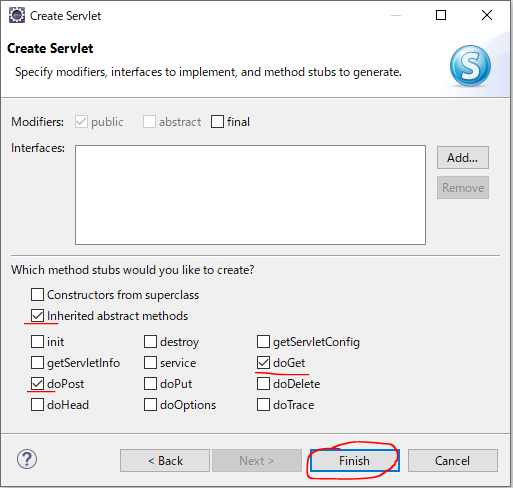 Create Servlet
Create Servlet
Specify modifiers, interfaces to implement, and method stubs to generate.
S
Modifiers: public abstract final
Interfaces:
Add...
Remove
Which method stubs would you like to create?
Constructors from superclass
Inherited abstract methods
init destroy getServletConfig
getServletInfo service doGet
doPost doPut doDelete
doHead doOptions doTrace
? < Back Next > Finish Cancel